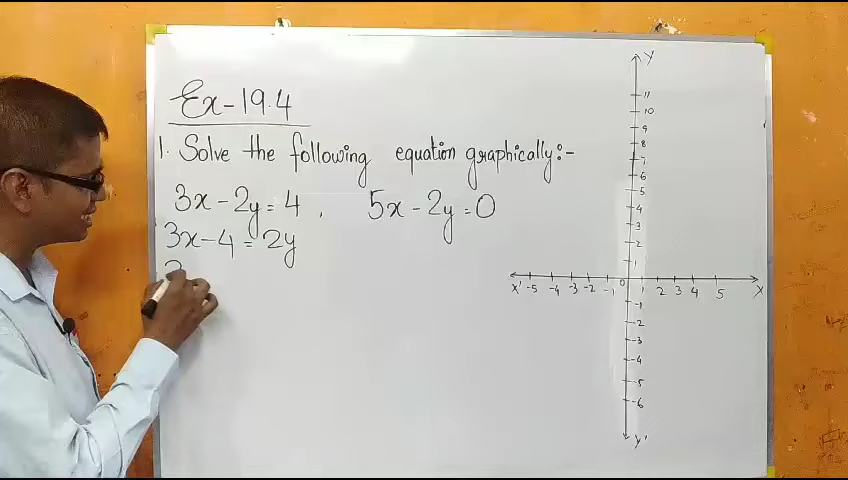 Ex-19.4
1. Solve the following equation graphically:-
3x - 2y = 4 , 5x - 2y = 0
3x - 4 = 2y
3
Y
11
10
9
8
7
6
5
4
3
2
1
X' -5 -4 -3 -2 -1 0 1 2 3 4 5 X
-1
-2
-3
-4
-5
-6
Y'